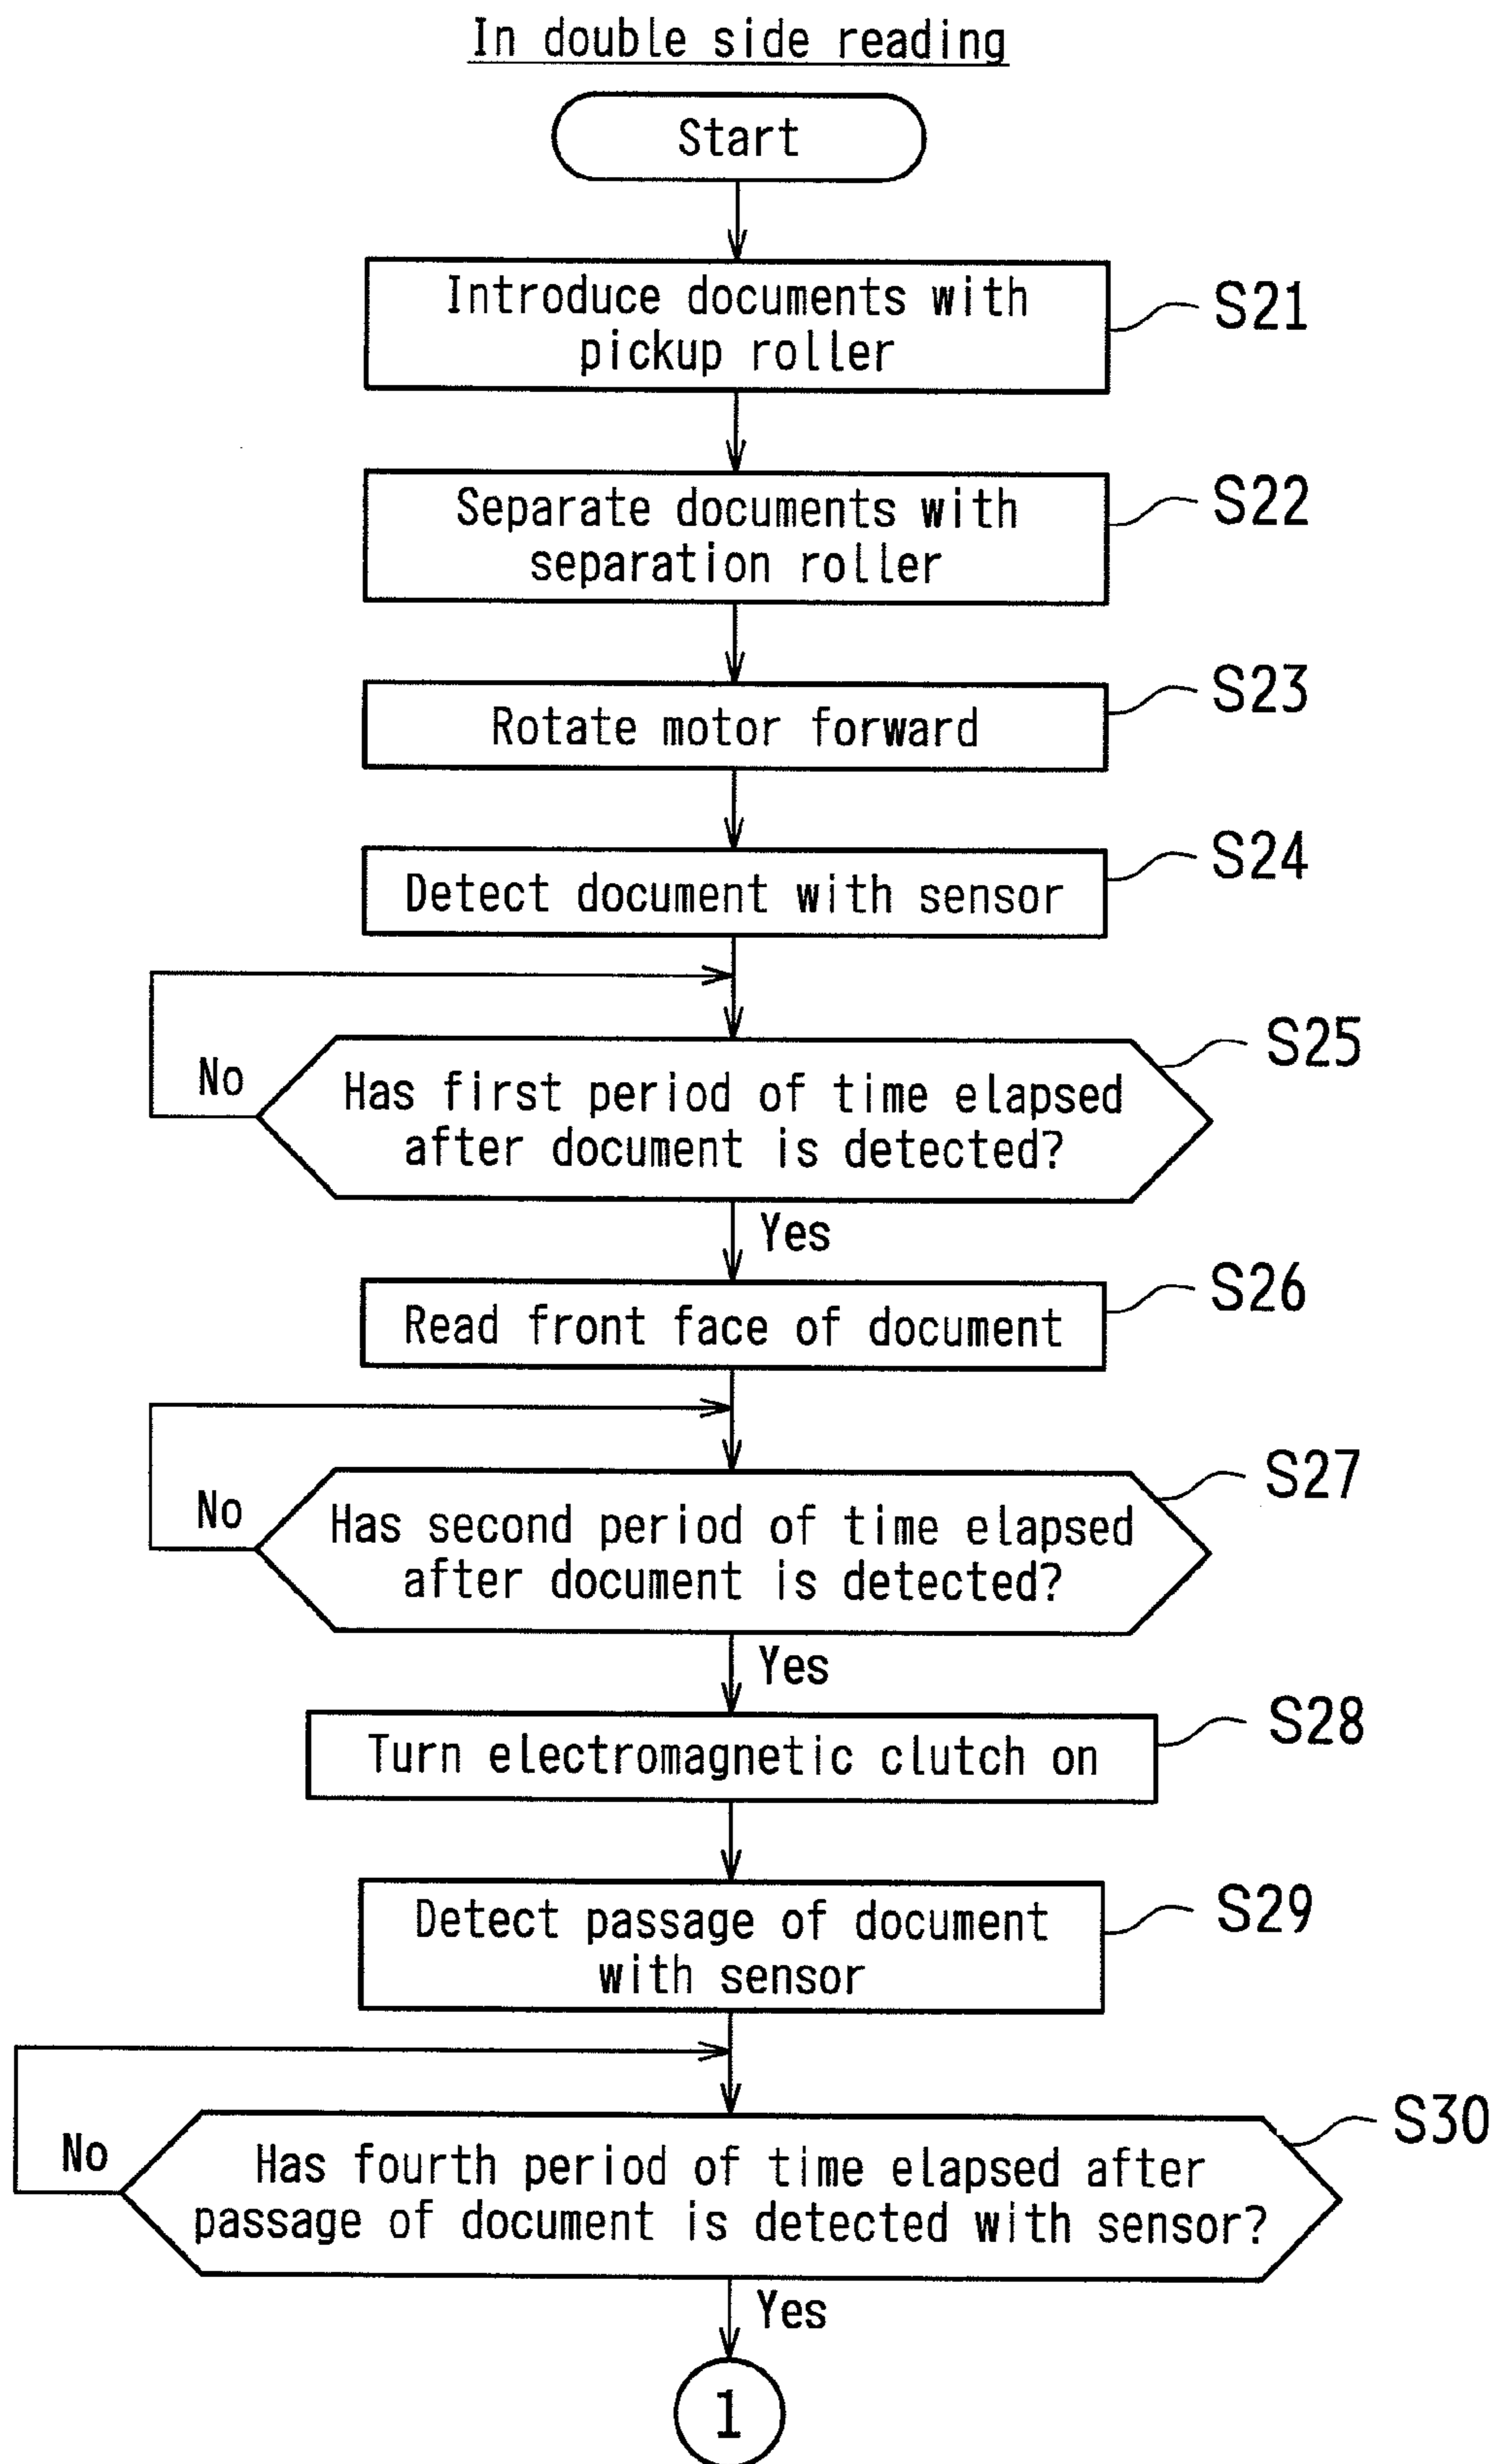 In double side reading
Start
Introduce documents with
pickup roller
S21
Separate documents with
separation roller
S22
Rotate motor forward
S23
Detect document with sensor
S24
No
Has first period of time elapsed
after document is detected?
S25
Yes
Read front face of document
S26
No
Has second period of time elapsed
after document is detected?
S27
Yes
Turn electromagnetic clutch on
S28
Detect passage of document
with sensor
S29
No
Has fourth period of time elapsed after
passage of document is detected with sensor?
S30
Yes
1